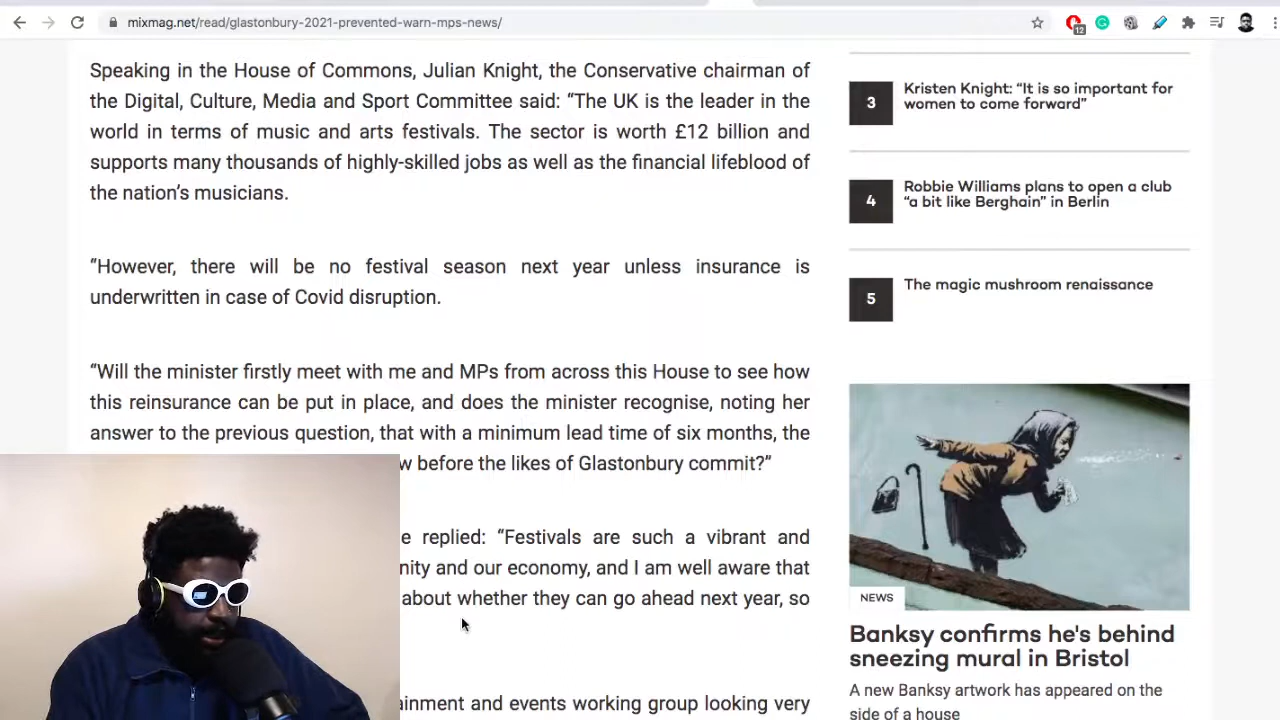 mixmag.net/read/glastonbury-2021-prevented-warn-mps-news/
12
Speaking in the House of Commons, Julian Knight, the Conservative chairman of
the Digital, Culture, Media and Sport Committee said: “The UK is the leader in the
world in terms of music and arts festivals. The sector is worth £12 billion and
supports many thousands of highly-skilled jobs as well as the financial lifeblood of
the nation’s musicians.
“However, there will be no festival season next year unless insurance is
underwritten in case of Covid disruption.
“Will the minister firstly meet with me and MPs from across this House to see how
this reinsurance can be put in place, and does the minister recognise, noting her
answer to the previous question, that with a minimum lead time of six months, the
w before the likes of Glastonbury commit?”
e replied: “Festivals are such a vibrant and
nity and our economy, and I am well aware that
about whether they can go ahead next year, so
ainment and events working group looking very
3
Kristen Knight: “It is so important for
women to come forward”
4
Robbie Williams plans to open a club
“a bit like Berghain” in Berlin
5
The magic mushroom renaissance
NEWS
Banksy confirms he's behind
sneezing mural in Bristol
A new Banksy artwork has appeared on the
side of a house